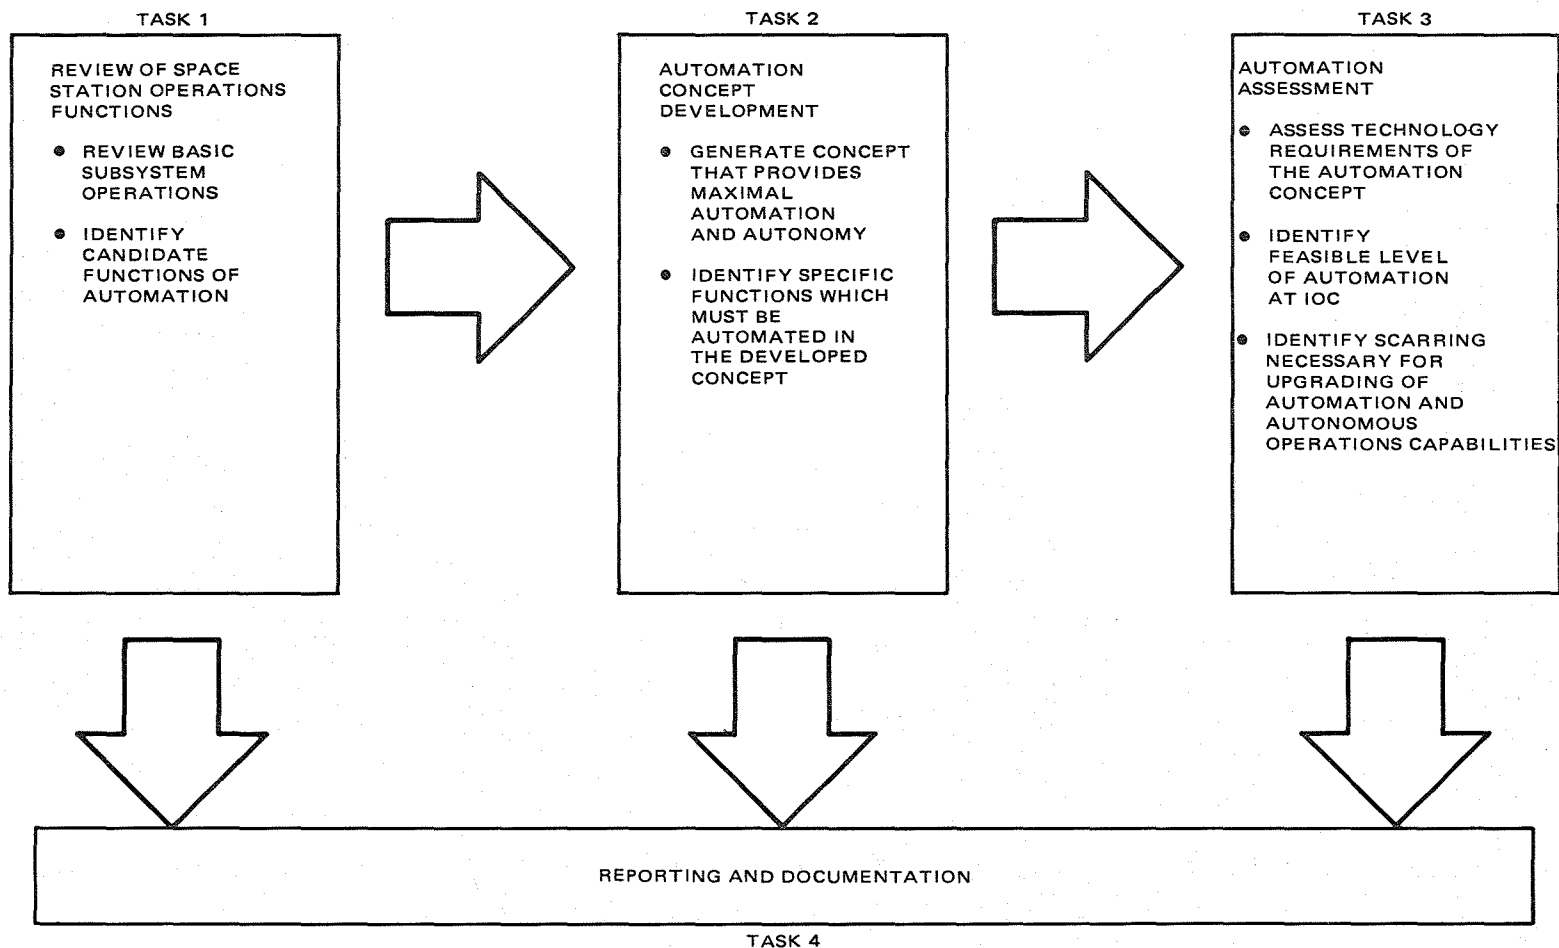 TASK 1
REVIEW OF SPACE
STATION OPERATIONS
FUNCTIONS
● REVIEW BASIC
SUBSYSTEM
OPERATIONS
● IDENTIFY
CANDIDATE
FUNCTIONS OF
AUTOMATION
TASK 2
AUTOMATION
CONCEPT
DEVELOPMENT
● GENERATE CONCEPT
THAT PROVIDES
MAXIMAL
AUTOMATION
AND AUTONOMY
● IDENTIFY SPECIFIC
FUNCTIONS WHICH
MUST BE
AUTOMATED IN
THE DEVELOPED
CONCEPT
TASK 3
AUTOMATION
ASSESSMENT
● ASSESS TECHNOLOGY
REQUIREMENTS OF
THE AUTOMATION
CONCEPT
● IDENTIFY
FEASIBLE LEVEL
OF AUTOMATION
AT IOC
● IDENTIFY SCARRING
NECESSARY FOR
UPGRADING OF
AUTOMATION AND
AUTONOMOUS
OPERATIONS CAPABILITIES
REPORTING AND DOCUMENTATION
TASK 4